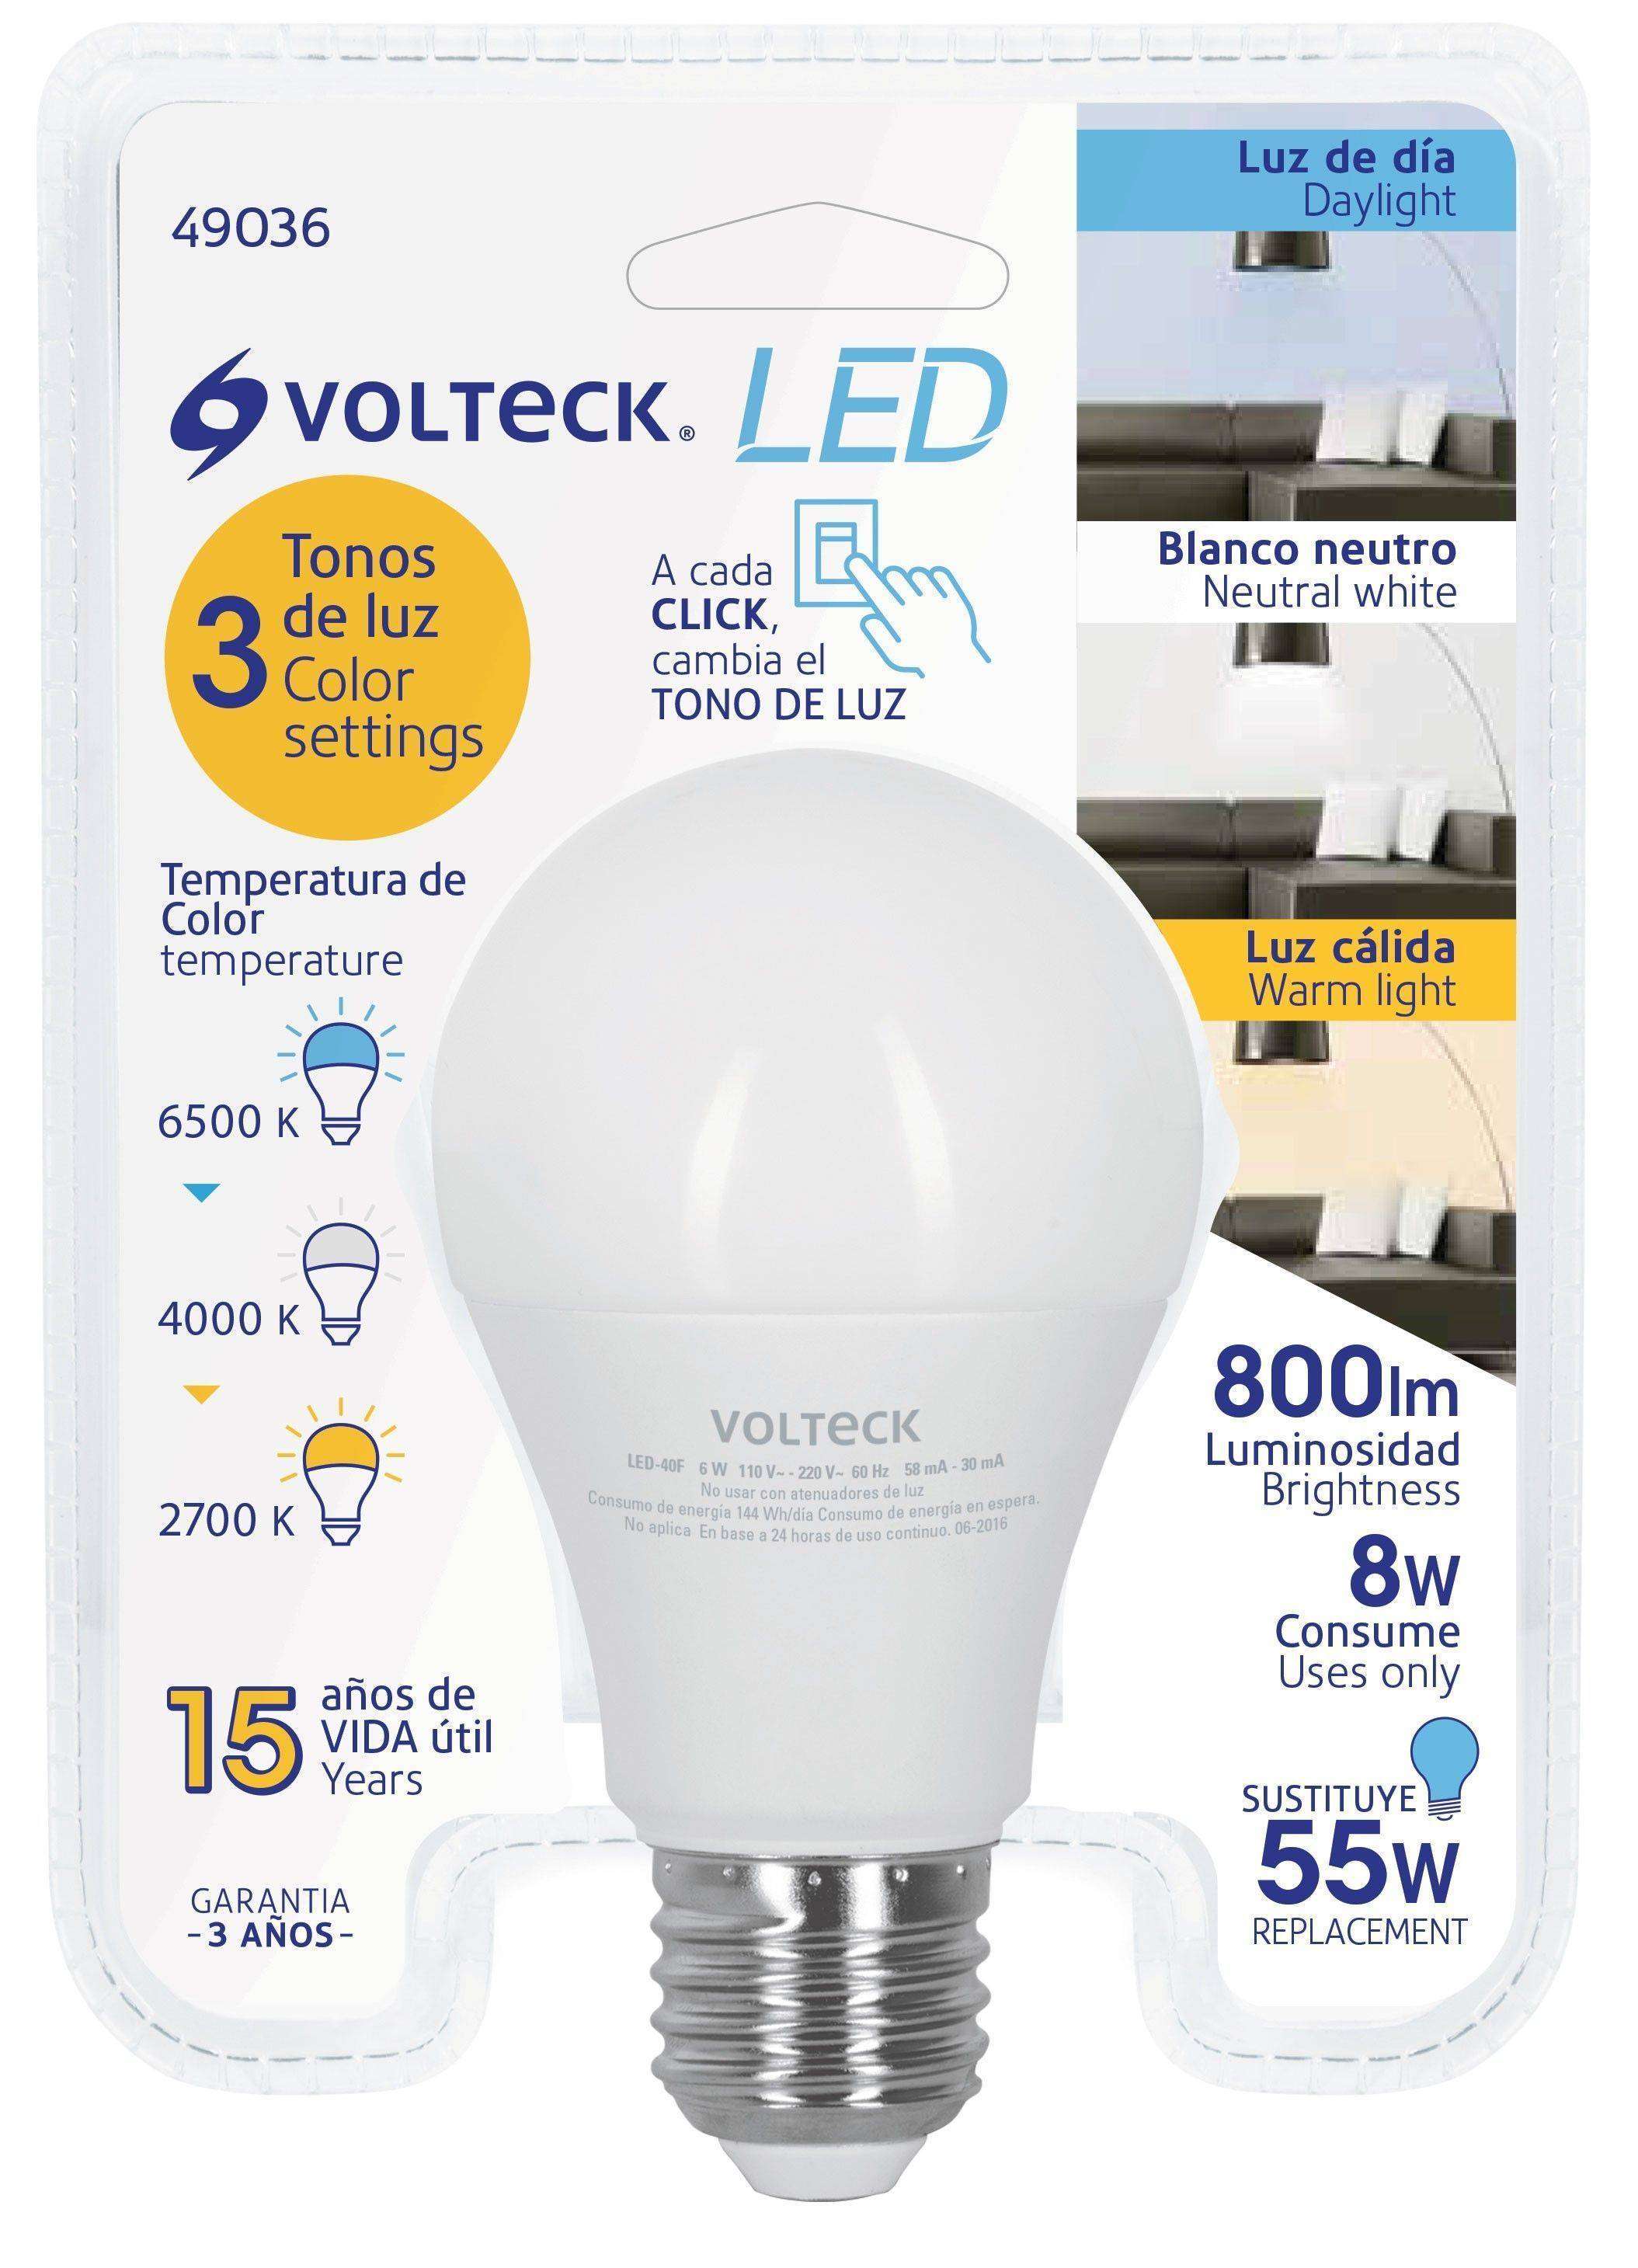 49036
VOLTECK® LED
3 Tonos
de luz
Color
settings
A cada
CLICK,
cambia el
TONO DE LUZ
Temperatura de
Color
temperature
6500 K
4000 K
2700 K
15 años de
VIDA útil
Years
GARANTIA
-3 AÑOS-
VOLTECK
LED-40F 6 W 110 V~ - 220 V~ 60 Hz 58 mA - 30 mA
No usar con atenuadores de luz
Consumo de energía 144 Wh/día Consumo de energía en espera.
No aplica En base a 24 horas de uso continuo. 06-2016
Luz de día
Daylight
Blanco neutro
Neutral white
Luz cálida
Warm light
800lm
Luminosidad
Brightness
8W
Consume
Uses only
SUSTITUYE
55W
REPLACEMENT